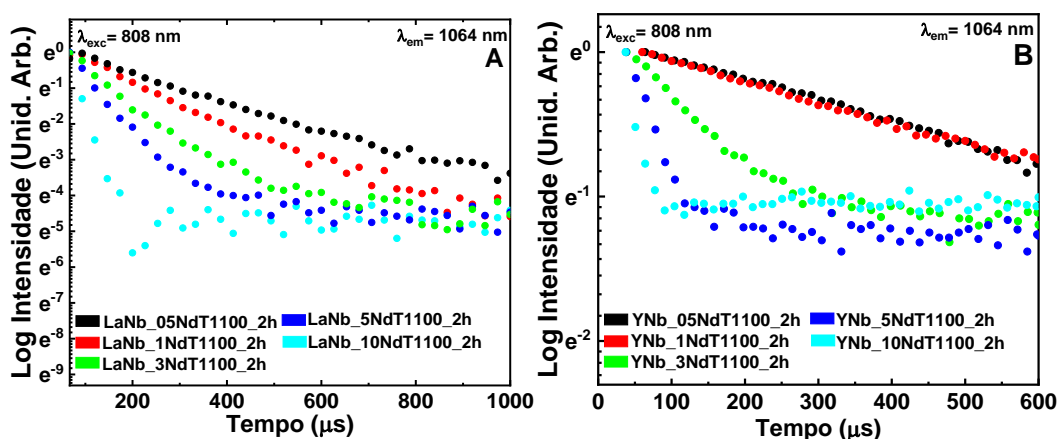 λexc= 808 nm
λem= 1064 nm
A
e⁰
e⁻¹
e⁻²
e⁻³
e⁻⁴
e⁻⁵
e⁻⁶
e⁻⁷
e⁻⁸
e⁻⁹
Log Intensidade (Unid. Arb.)
LaNb_05NdT1100_2h
LaNb_1NdT1100_2h
LaNb_3NdT1100_2h
LaNb_5NdT1100_2h
LaNb_10NdT1100_2h
200 400 600 800 1000
Tempo (μs)
λexc= 808 nm
λem= 1064 nm
B
e⁰
e⁻¹
e⁻²
Log Intensidade (Unid. Arb.)
YNb_05NdT1100_2h
YNb_1NdT1100_2h
YNb_3NdT1100_2h
YNb_5NdT1100_2h
YNb_10NdT1100_2h
0 100 200 300 400 500 600
Tempo (μs)